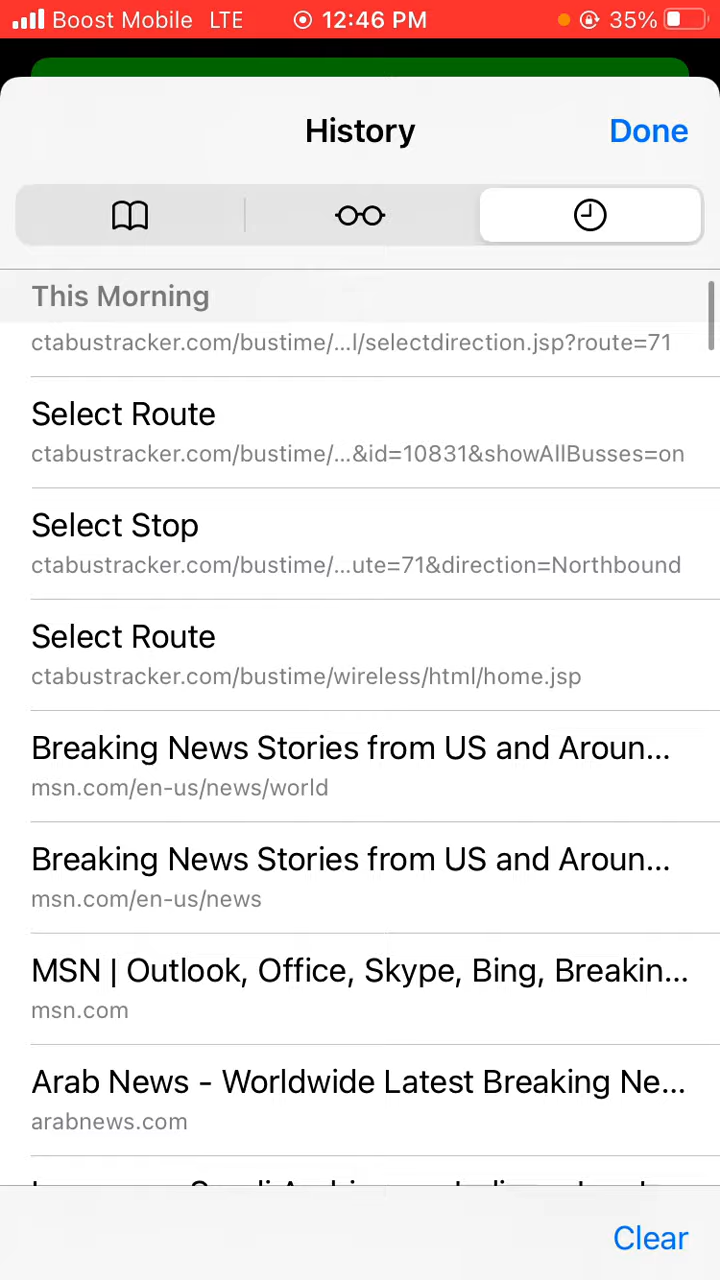 Boost Mobile LTE 12:46 PM 35%
History Done
This Morning
ctabustracker.com/bustime/...l/selectdirection.jsp?route=71
Select Route
ctabustracker.com/bustime/...&id=10831&showAllBusses=on
Select Stop
ctabustracker.com/bustime/...ute=71&direction=Northbound
Select Route
ctabustracker.com/bustime/wireless/html/home.jsp
Breaking News Stories from US and Aroun...
msn.com/en-us/news/world
Breaking News Stories from US and Aroun...
msn.com/en-us/news
MSN | Outlook, Office, Skype, Bing, Breakin...
msn.com
Arab News - Worldwide Latest Breaking Ne...
arabnews.com
Clear